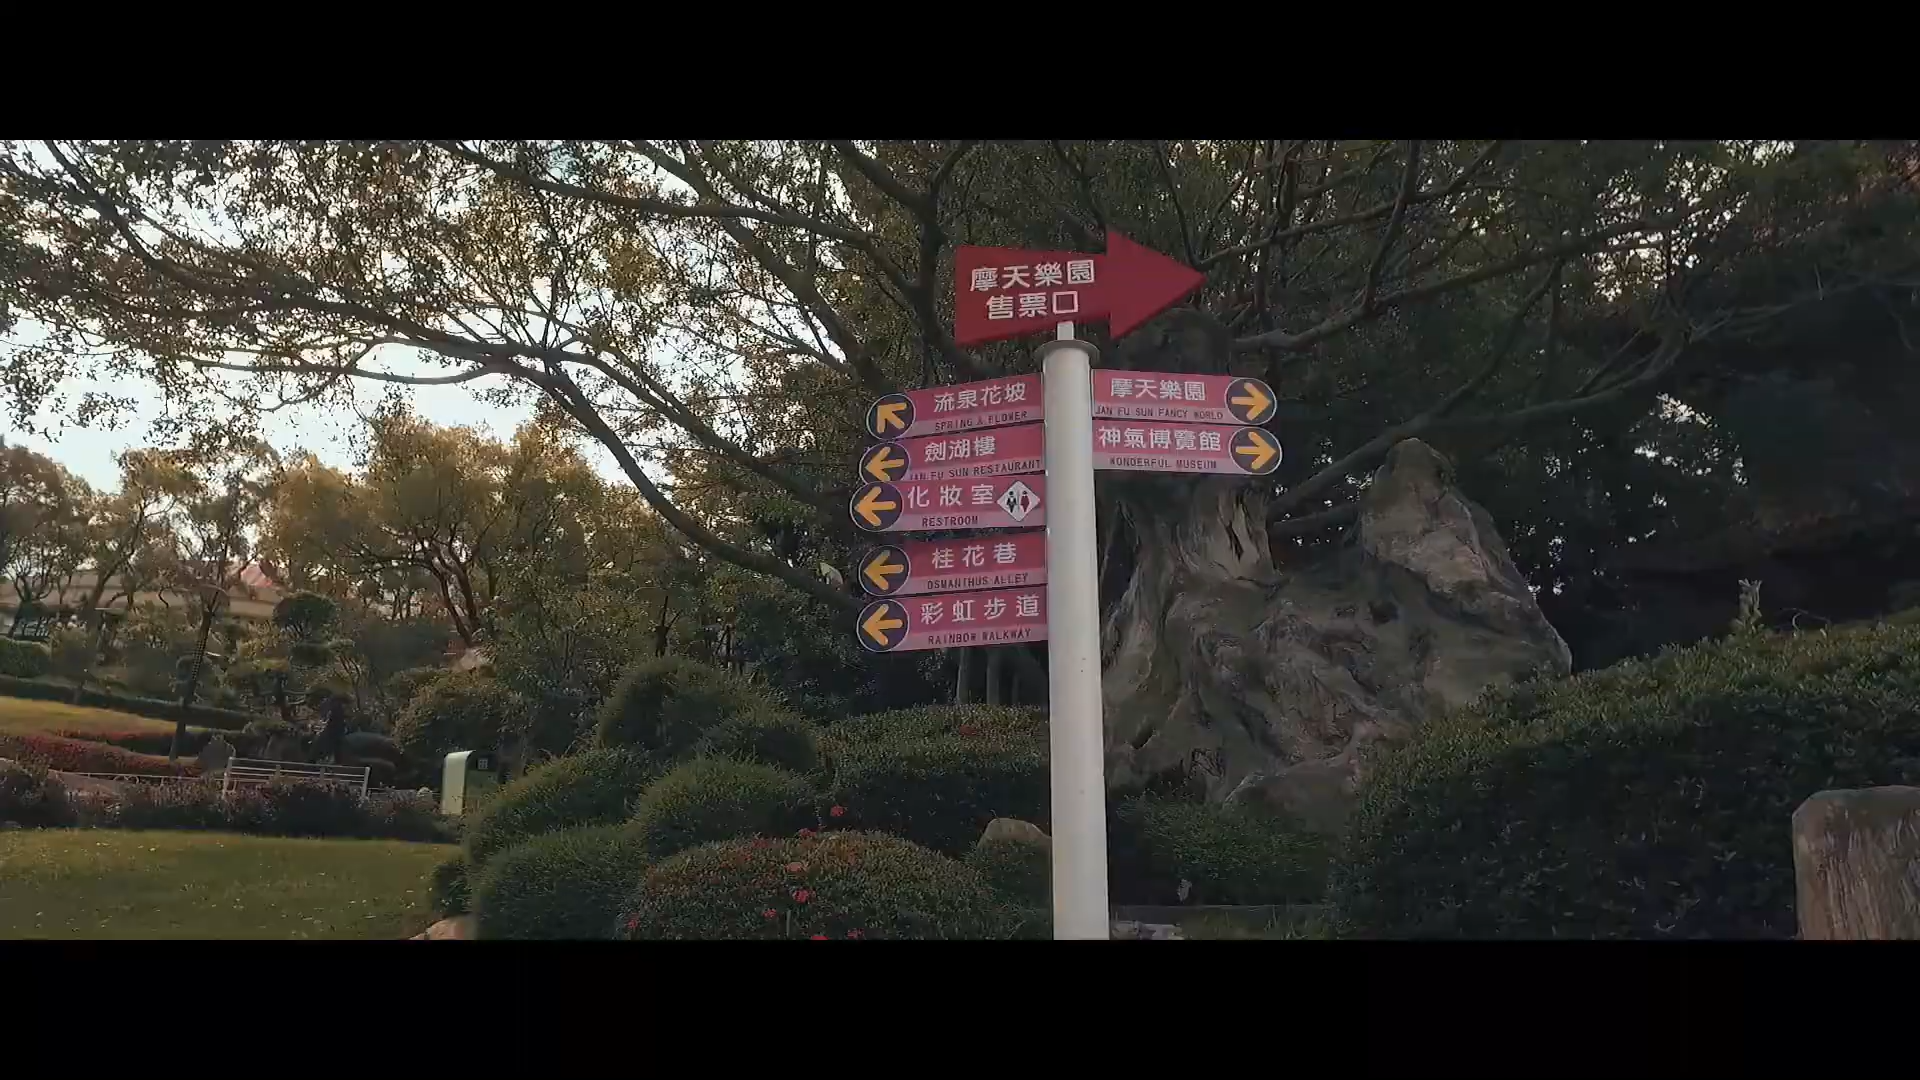 摩天樂園
售票口
流泉花坡
SPRING & FLOWER
劍湖樓
JAN FU SUN RESTAURANT
化妝室
RESTROOM
桂花巷
OSMANTHUS ALLEY
彩虹步道
RAINBOW WALKWAY
摩天樂園
JAN FU SUN FANCY WORLD
神氣博覽館
WONDERFUL MUSEUM